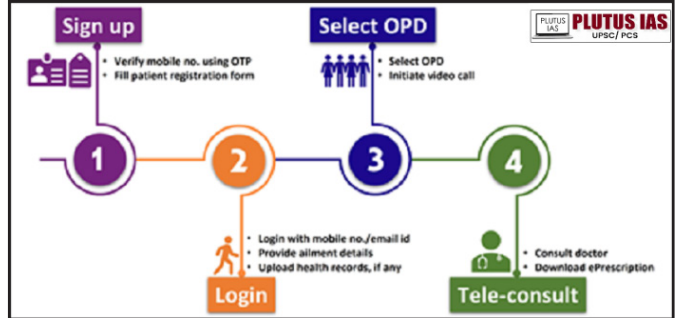 Sign up
• Verify mobile no. using OTP
• Fill patient registration form
Select OPD
• Select OPD
• Initiate video call
PLUTUS IAS
PLUTUS IAS
UPSC/ PCS
1
2
3
4
• Login with mobile no./email id
• Provide ailment details
• Upload health records, if any
Login
• Consult doctor
• Download ePrescription
Tele-consult